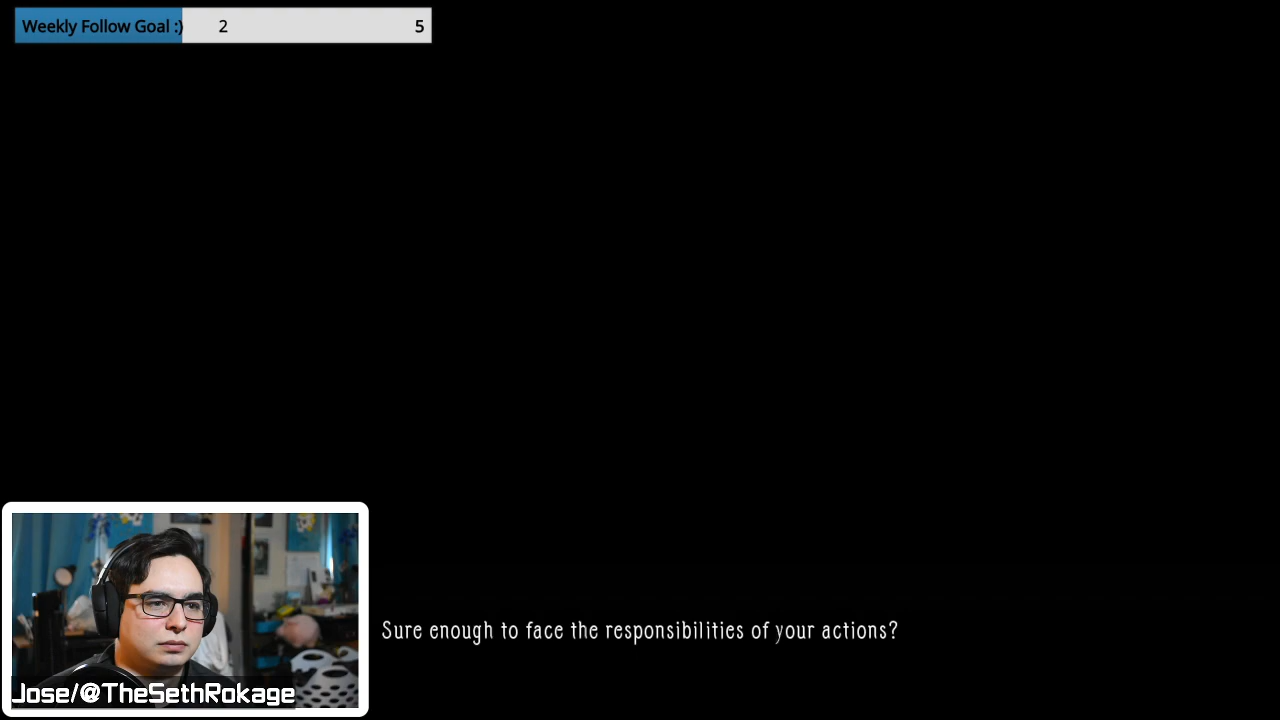 Weekly Follow Goal :) 2 5
Sure enough to face the responsibilities of your actions?
Jose/@TheSethRokage